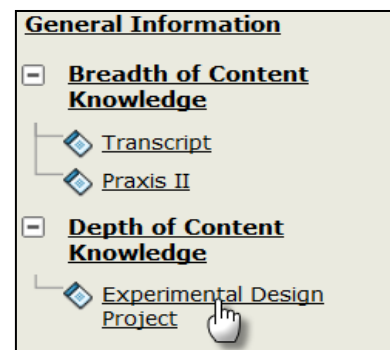 General Information
Breadth of Content
Knowledge
Transcript
Praxis II
Depth of Content
Knowledge
Experimental Design
Project